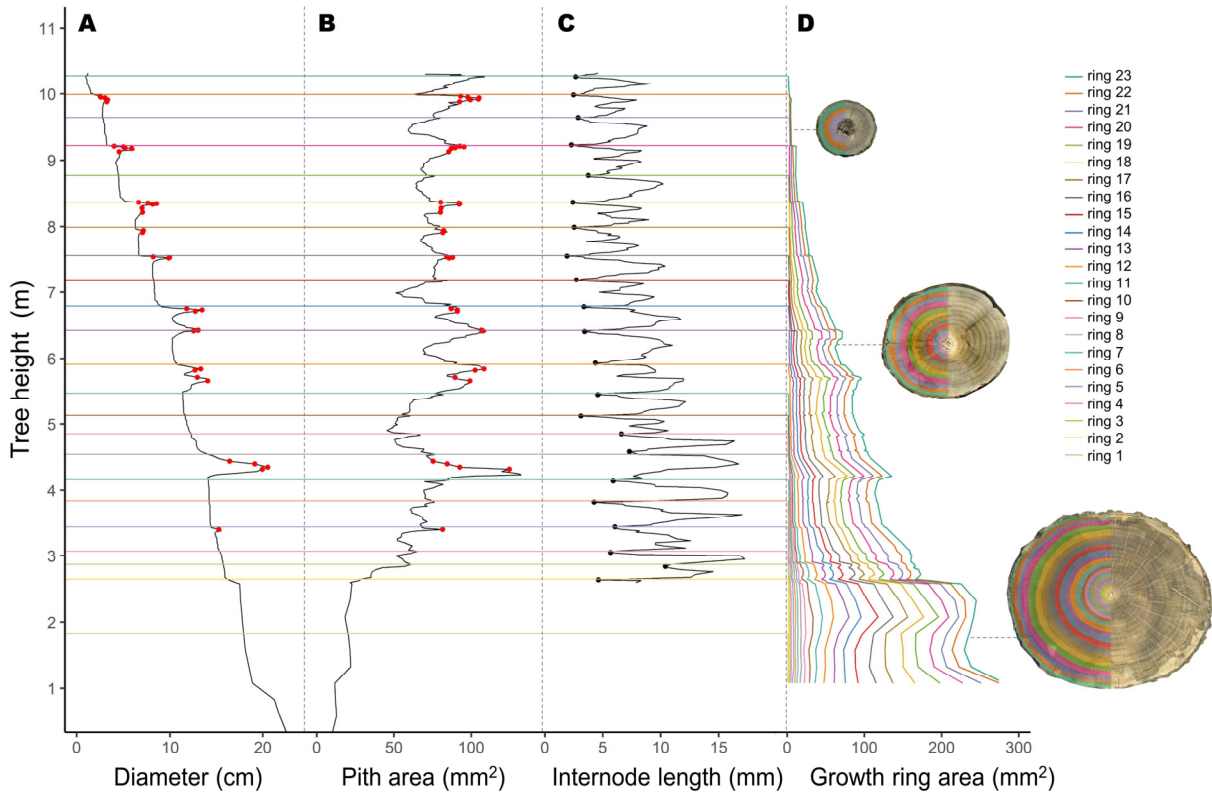 A
B
C
D
11
10
9
8
7
6
5
4
3
2
1
Tree height (m)
0 10 20
0 50 100
0 5 10 15
0 100 200 300
Diameter (cm)
Pith area (mm²)
Internode length (mm)
Growth ring area (mm²)
ring 23
ring 22
ring 21
ring 20
ring 19
ring 18
ring 17
ring 16
ring 15
ring 14
ring 13
ring 12
ring 11
ring 10
ring 9
ring 8
ring 7
ring 6
ring 5
ring 4
ring 3
ring 2
ring 1